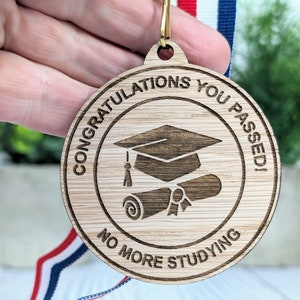 CONGRATULATIONS YOU PASSED!
NO MORE STUDYING